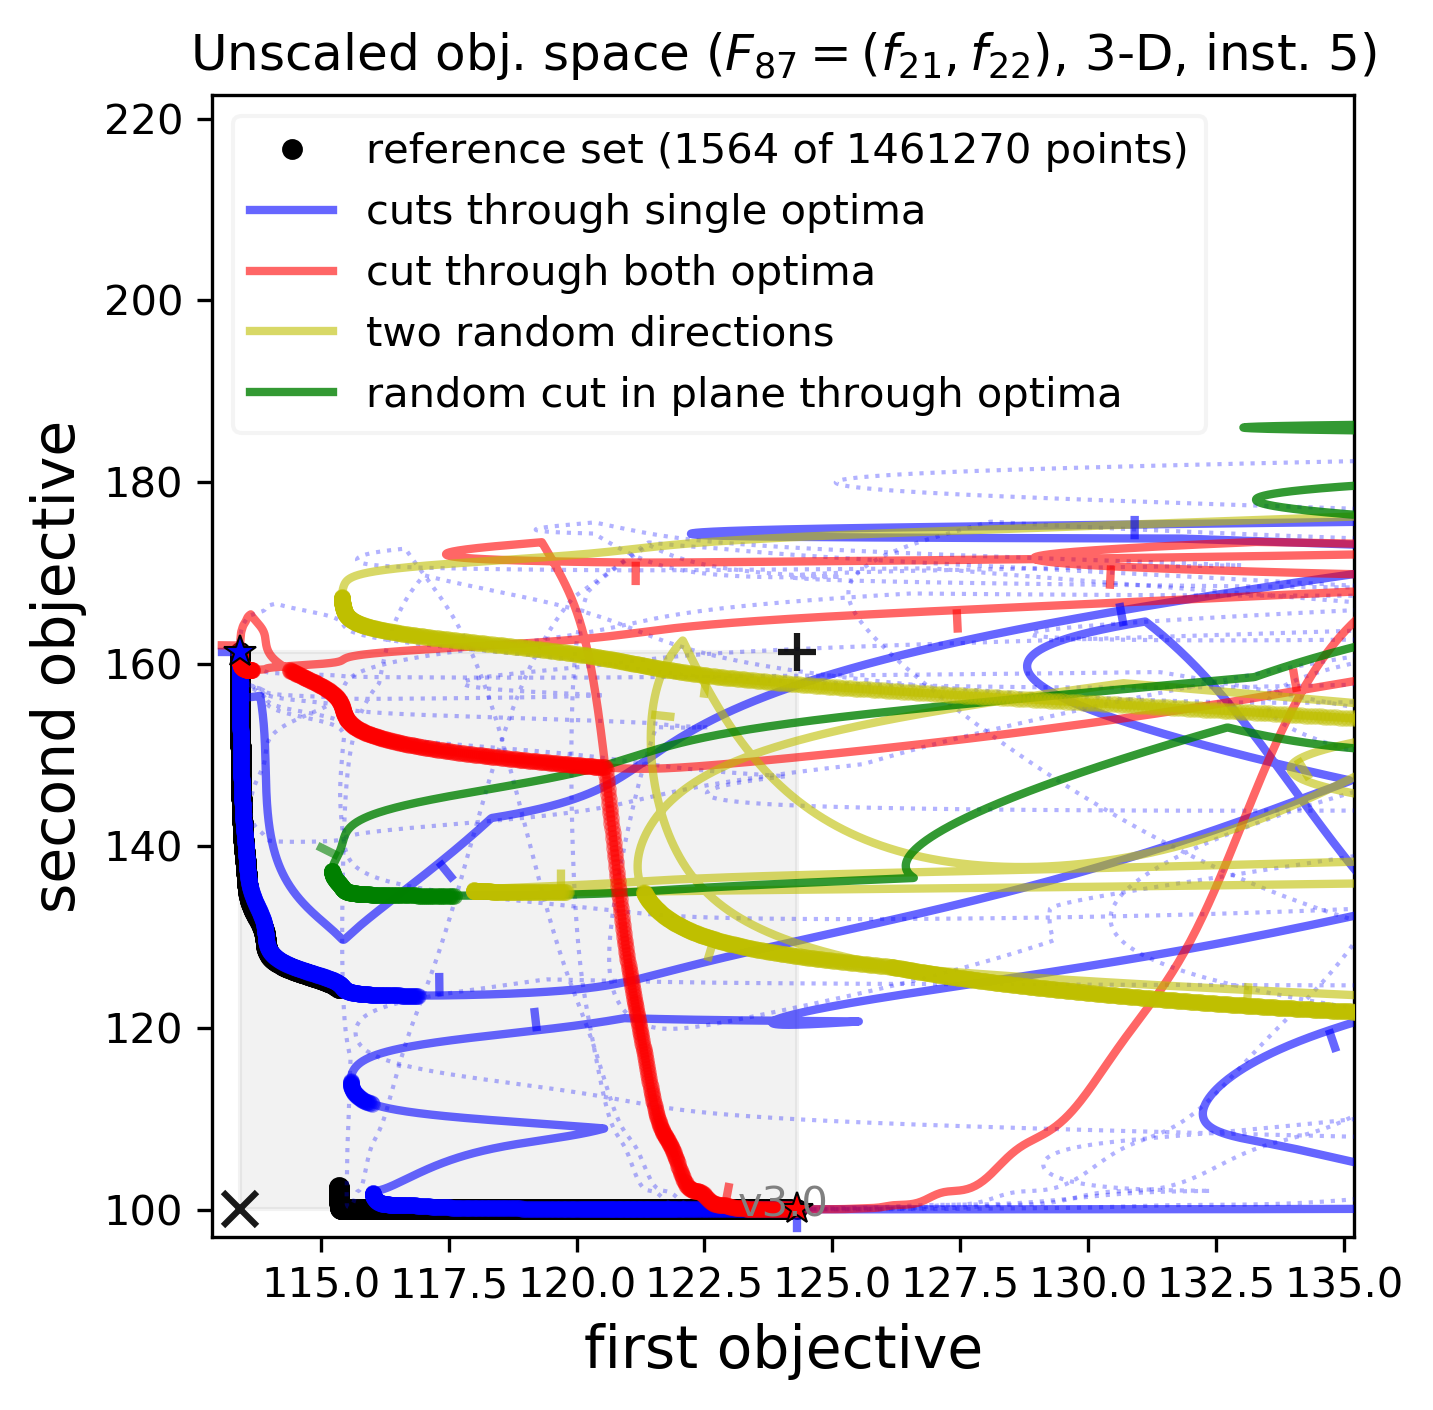 Unscaled obj. space (F87 = (f21, f22), 3-D, inst. 5)
reference set (1564 of 1461270 points)
cuts through single optima
cut through both optima
two random directions
random cut in plane through optima
second objective
220
200
180
160
140
120
100
v3.0
115.0 117.5 120.0 122.5 125.0 127.5 130.0 132.5 135.0
first objective